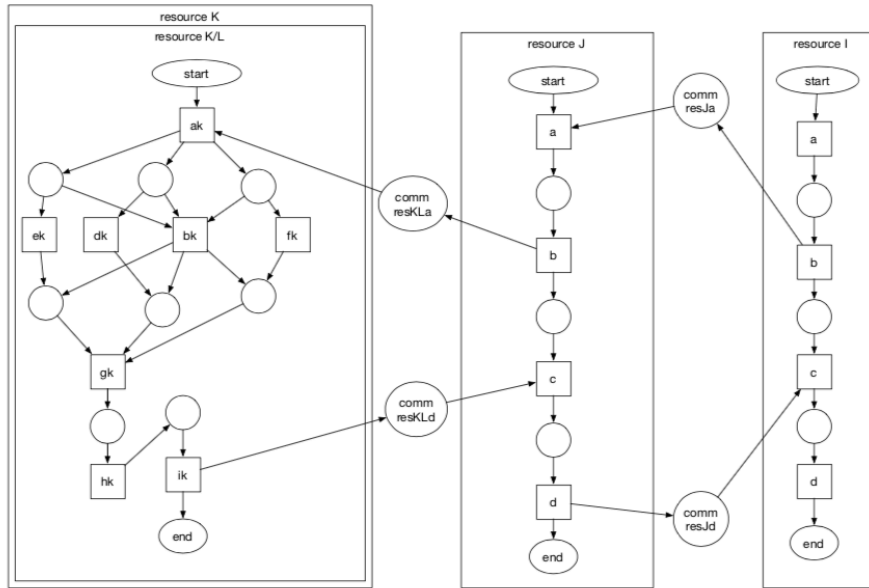 resource K
resource K/L
start
ak
ek
dk
bk
fk
gk
hk
ik
end
comm
resKLa
comm
resKLd
resource J
start
a
b
c
d
end
comm
resJa
comm
resJd
resource I
start
a
b
c
d
end